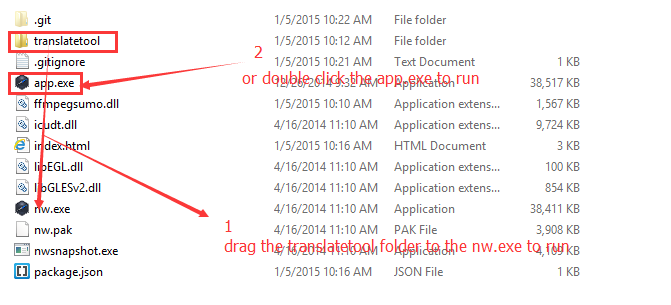 .git 1/5/2015 10:22 AM File folder
translatetool 1/5/2015 10:12 AM File folder
.gitignore 1/5/2015 10:21 AM Text Document 1 KB
2
app.exe 12/26/2014 9:32 AM Application 38,517 KB
or double click the app.exe to run
ffmpegsumo.dll 1/5/2015 10:10 AM Application extens... 1,567 KB
icudt.dll 4/16/2014 11:10 AM Application extens... 9,724 KB
index.html 1/5/2015 10:16 AM HTML Document 3 KB
libEGL.dll 4/16/2014 11:10 AM Application extens... 100 KB
libGLESv2.dll 4/16/2014 11:10 AM Application extens... 854 KB
nw.exe 4/16/2014 11:10 AM Application 38,411 KB
1
nw.pak 4/16/2014 11:10 AM PAK File 3,908 KB
drag the translatetool folder to the nw.exe to run
nwsnapshot.exe 4/16/2014 11:10 AM Application 4,109 KB
package.json 1/5/2015 10:16 AM JSON File 1 KB